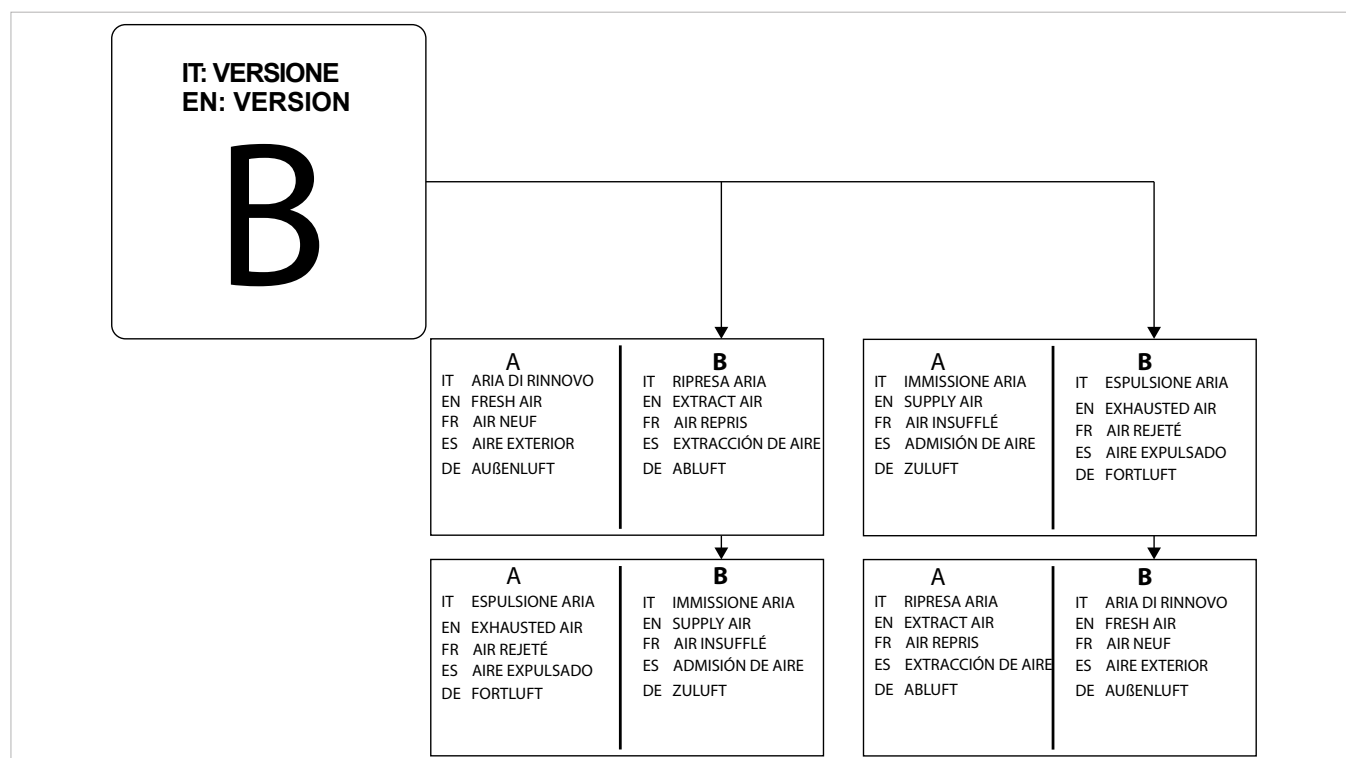 IT: VERSIONE
EN: VERSION
B
A
IT ARIA DI RINNOVO
EN FRESH AIR
FR AIR NEUF
ES AIRE EXTERIOR
DE AUßENLUFT
B
IT RIPRESA ARIA
EN EXTRACT AIR
FR AIR REPRIS
ES EXTRACCIÓN DE AIRE
DE ABLUFT
A
IT IMMISSIONE ARIA
EN SUPPLY AIR
FR AIR INSUFFLÉ
ES ADMISIÓN DE AIRE
DE ZULUFT
B
IT ESPULSIONE ARIA
EN EXHAUSTED AIR
FR AIR REJETÉ
ES AIRE EXPULSADO
DE FORTLUFT
A
IT ESPULSIONE ARIA
EN EXHAUSTED AIR
FR AIR REJETÉ
ES AIRE EXPULSADO
DE FORTLUFT
B
IT IMMISSIONE ARIA
EN SUPPLY AIR
FR AIR INSUFFLÉ
ES ADMISIÓN DE AIRE
DE ZULUFT
A
IT RIPRESA ARIA
EN EXTRACT AIR
FR AIR REPRIS
ES EXTRACCIÓN DE AIRE
DE ABLUFT
B
IT ARIA DI RINNOVO
EN FRESH AIR
FR AIR NEUF
ES AIRE EXTERIOR
DE AUßENLUFT